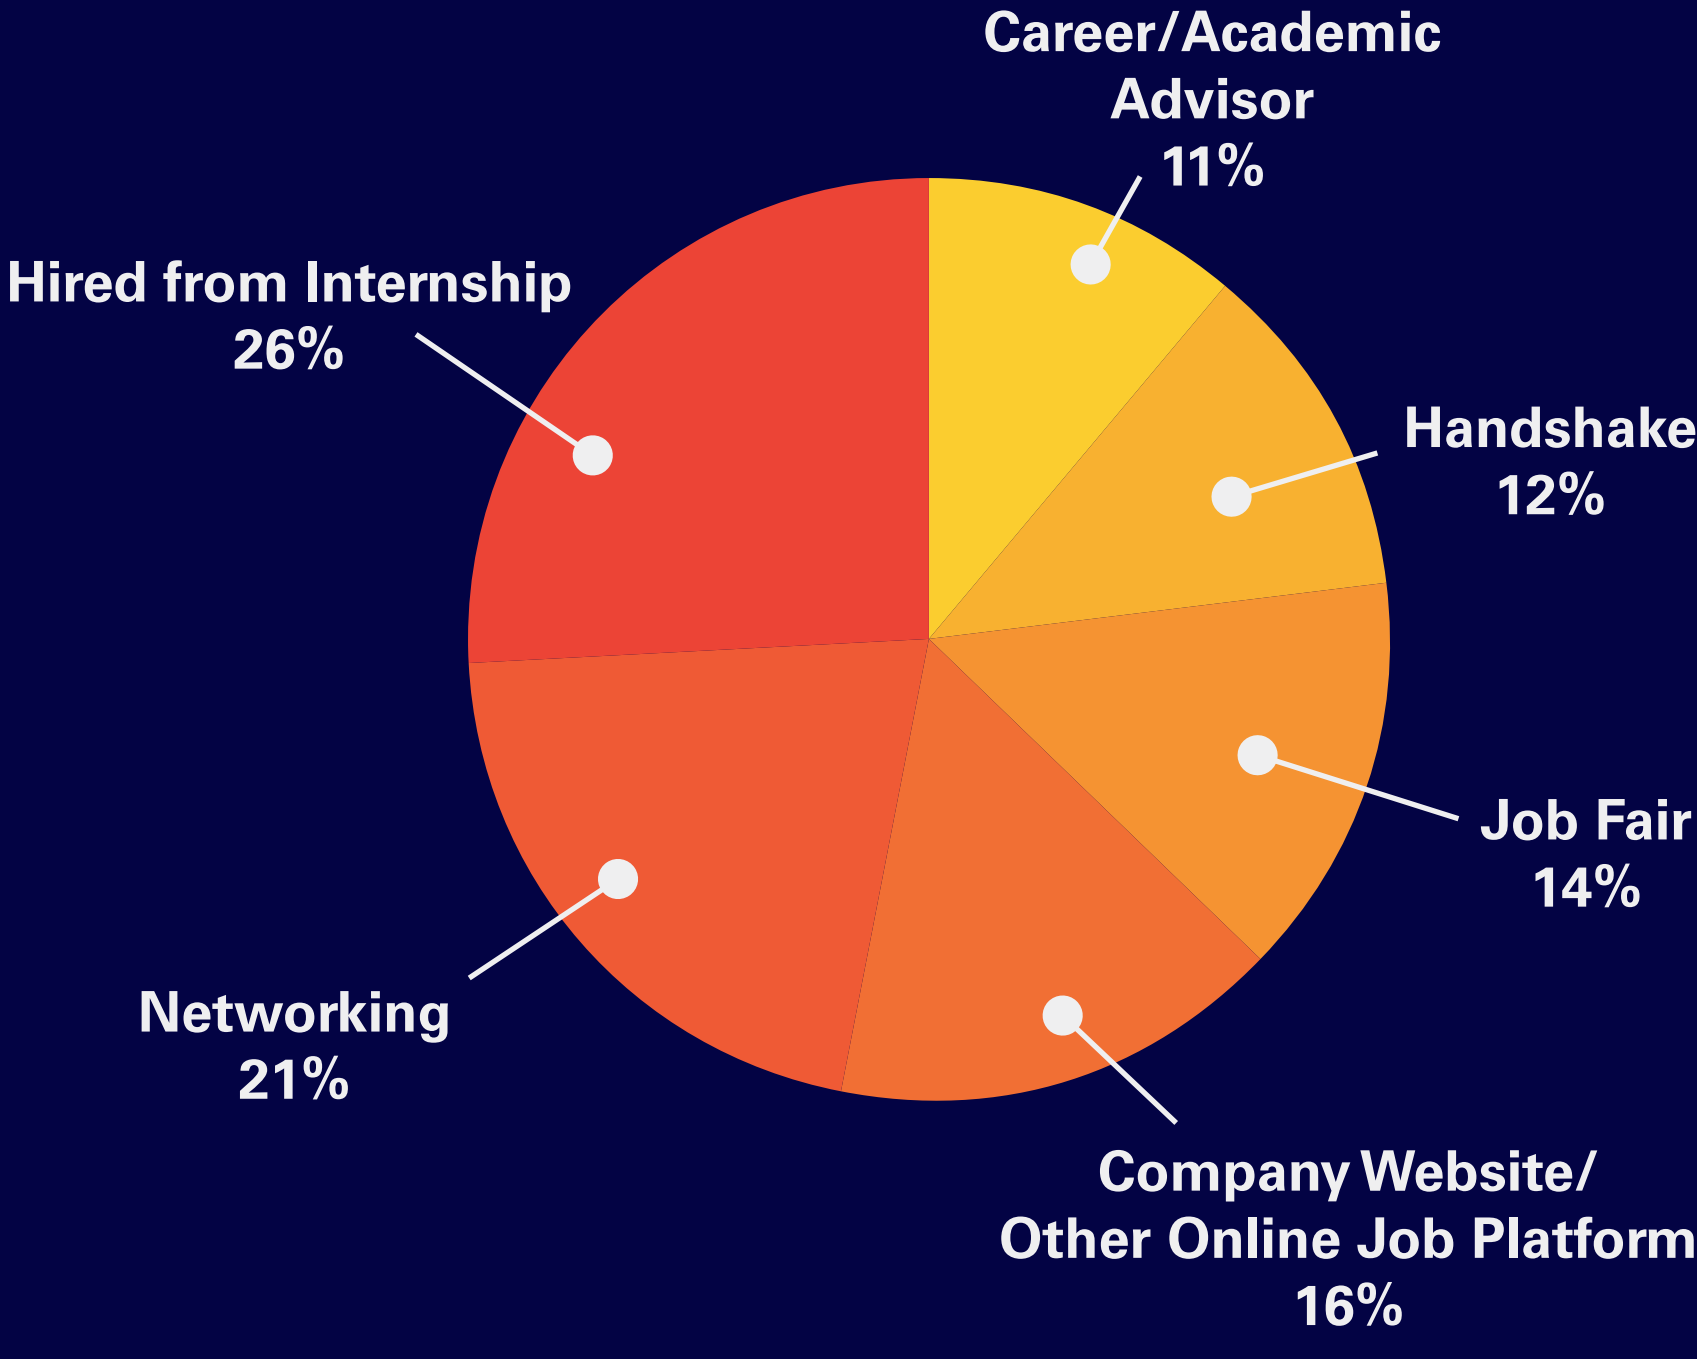 Career/Academic
Advisor
11%
Hired from Internship
26%
Handshake
12%
Job Fair
14%
Networking
21%
Company Website/
Other Online Job Platform
16%